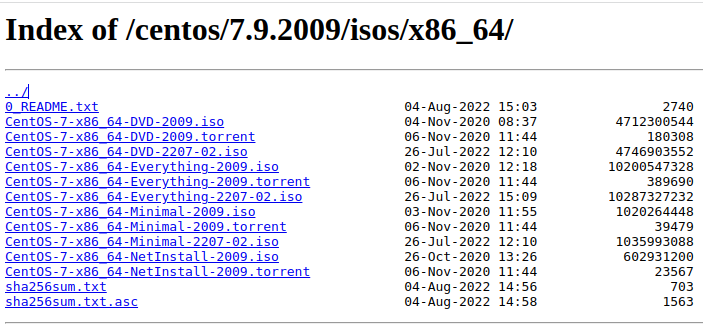 Index of /centos/7.9.2009/isos/x86_64/
../
0_README.txt 04-Aug-2022 15:03 2740
CentOS-7-x86_64-DVD-2009.iso 04-Nov-2020 08:37 4712300544
CentOS-7-x86_64-DVD-2009.torrent 06-Nov-2020 11:44 180308
CentOS-7-x86_64-DVD-2207-02.iso 26-Jul-2022 12:10 4746903552
CentOS-7-x86_64-Everything-2009.iso 02-Nov-2020 12:18 10200547328
CentOS-7-x86_64-Everything-2009.torrent 06-Nov-2020 11:44 389690
CentOS-7-x86_64-Everything-2207-02.iso 26-Jul-2022 15:09 10287327232
CentOS-7-x86_64-Minimal-2009.iso 03-Nov-2020 11:55 1020264448
CentOS-7-x86_64-Minimal-2009.torrent 06-Nov-2020 11:44 39479
CentOS-7-x86_64-Minimal-2207-02.iso 26-Jul-2022 12:10 1035993088
CentOS-7-x86_64-NetInstall-2009.iso 26-Oct-2020 13:26 602931200
CentOS-7-x86_64-NetInstall-2009.torrent 06-Nov-2020 11:44 23567
sha256sum.txt 04-Aug-2022 14:56 703
sha256sum.txt.asc 04-Aug-2022 14:58 1563